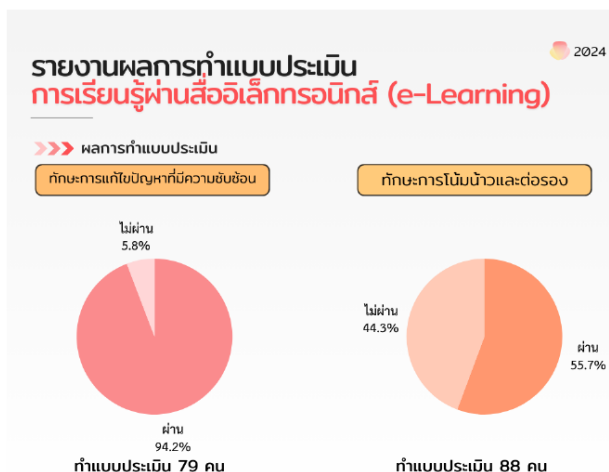 2024
รายงานผลการทำแบบประเมิน
การเรียนรู้ผ่านสื่ออิเล็กทรอนิกส์ (e-Learning)
ผลการทำแบบประเมิน
ทักษะการแก้ไขปัญหาที่มีความซับซ้อน
ไม่ผ่าน
5.8%
ผ่าน
94.2%
ทำแบบประเมิน 79 คน
ทักษะการโน้มน้าวและต่อรอง
ไม่ผ่าน
44.3%
ผ่าน
55.7%
ทำแบบประเมิน 88 คน